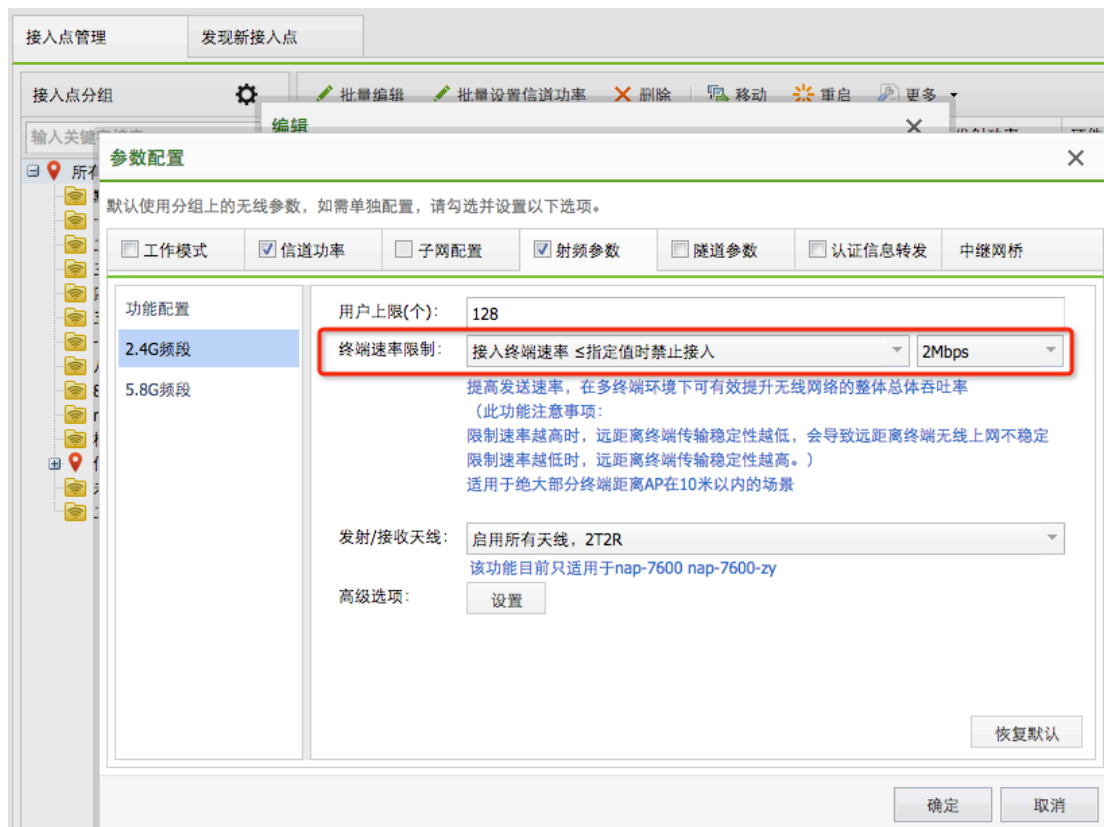 接入点管理 发现新接入点
接入点分组 批量编辑 批量设置信道功率 删除 移动 重启 更多
编辑
输入关键
参数配置
所有
默认使用分组上的无线参数，如需单独配置，请勾选并设置以下选项。
工作模式 信道功率 子网配置 射频参数 隧道参数 认证信息转发 中继网桥
功能配置
2.4G频段
5.8G频段
用户上限(个): 128
终端速率限制: 接入终端速率 ≤指定值时禁止接入 2Mbps
提高发送速率，在多终端环境下可有效提升无线网络的整体总体吞吐率
（此功能注意事项:
限制速率越高时，远距离终端传输稳定性越低，会导致远距离终端无线上网不稳定
限制速率越低时，远距离终端传输稳定性越高。）
适用于绝大部分终端距离AP在10米以内的场景
发射/接收天线: 启用所有天线，2T2R
该功能目前只适用于nap-7600 nap-7600-zy
高级选项: 设置
恢复默认
确定 取消